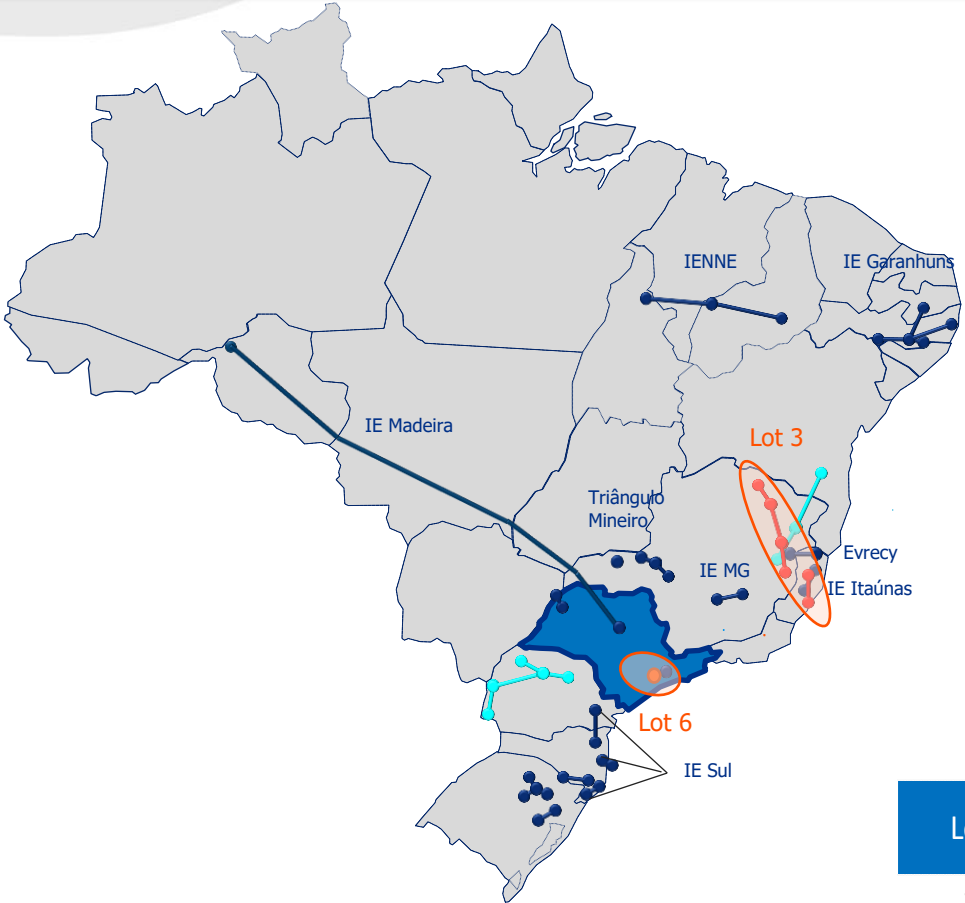 IENNE
IE Garanhuns
IE Madeira
Lot 3
Triângulo
Mineiro
Evrecy
IE MG
IE Itaúnas
Lot 6
IE Sul